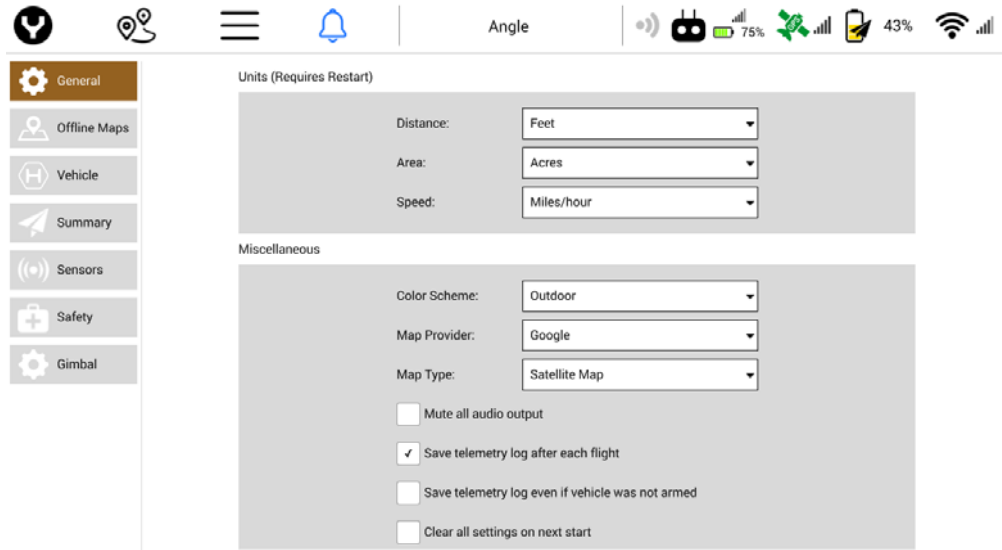 Angle
75%
43%
General
Offline Maps
Vehicle
Summary
Sensors
Safety
Gimbal
Units (Requires Restart)
Distance: Feet
Area: Acres
Speed: Miles/hour
Miscellaneous
Color Scheme: Outdoor
Map Provider: Google
Map Type: Satellite Map
Mute all audio output
Save telemetry log after each flight
Save telemetry log even if vehicle was not armed
Clear all settings on next start